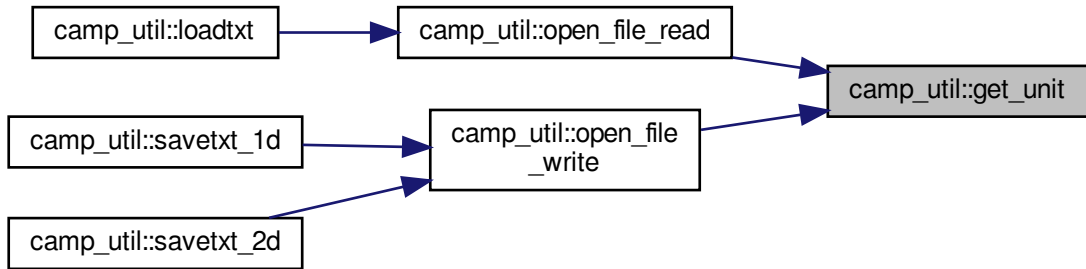 camp_util::loadtxt
camp_util::open_file_read
camp_util::get_unit
camp_util::savetxt_1d
camp_util::open_file
_write
camp_util::savetxt_2d